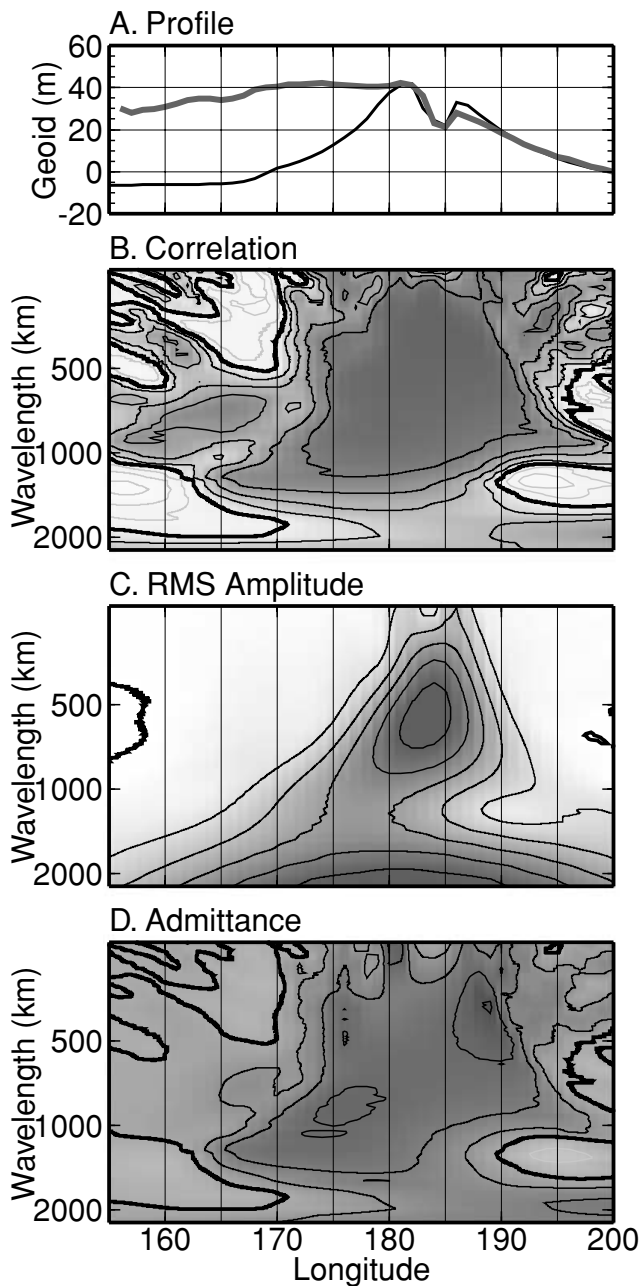 A. Profile
60
40
20
0
-20
Geoid (m)
B. Correlation
500
1000
2000
Wavelength (km)
C. RMS Amplitude
500
1000
2000
Wavelength (km)
D. Admittance
500
1000
2000
Wavelength (km)
160 170 180 190 200
Longitude